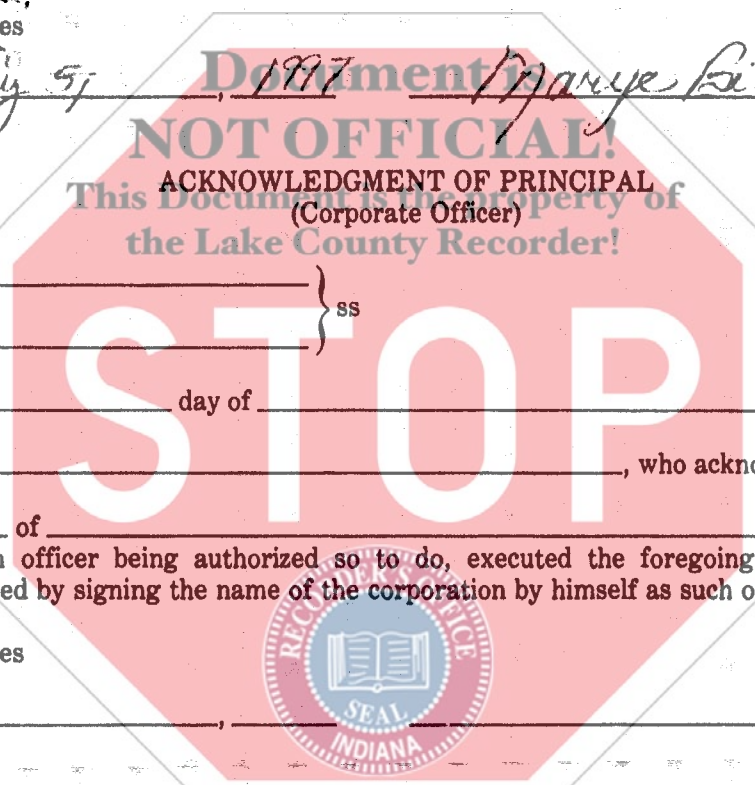 es
, 1997 Marye Bi
Document is
NOT OFFICIAL!
ACKNOWLEDGMENT OF PRINCIPAL
This Document is the property of
(Corporate Officer)
the Lake County Recorder!
ss
STOP
day of
, who ackno
of
officer being authorized so to do, executed the foregoing
ed by signing the name of the corporation by himself as such o
RECORDER'S OFFICE
es
SEAL
INDIANA